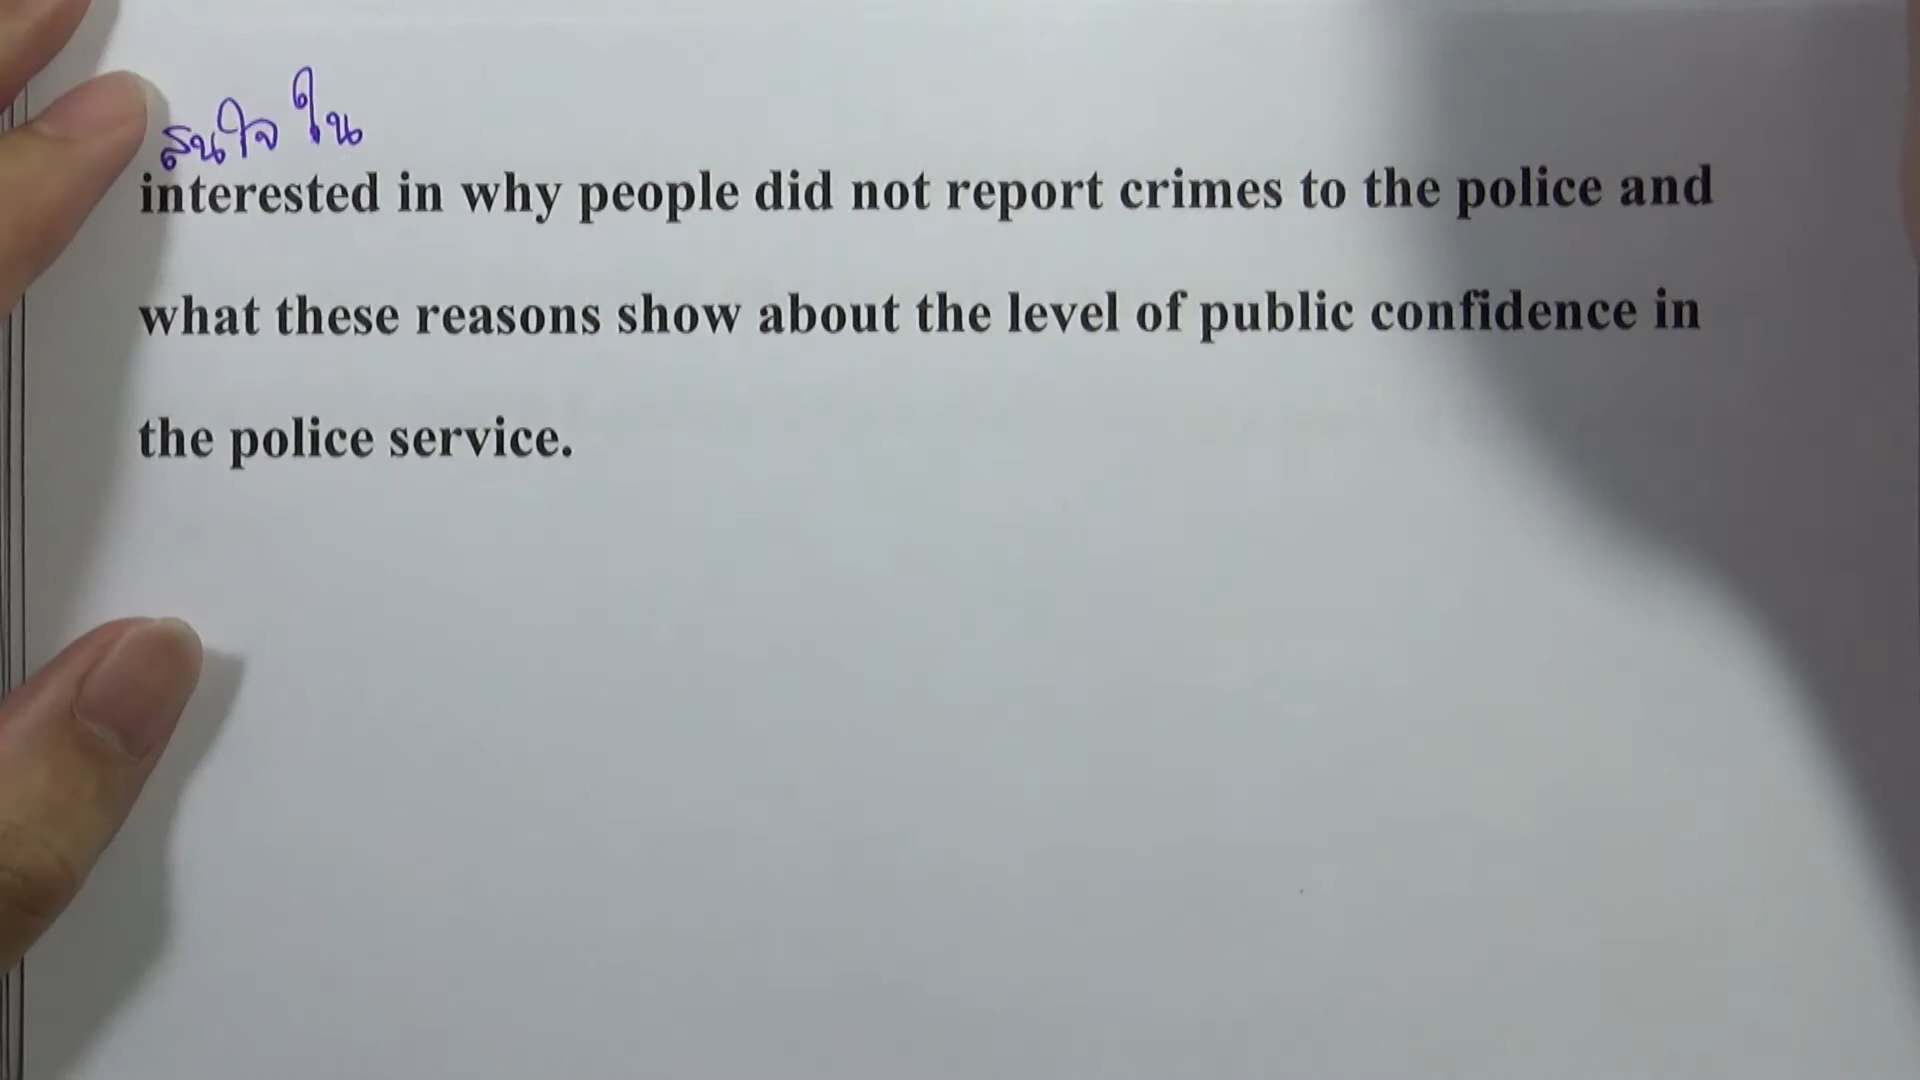 สนใจ ใน
interested in why people did not report crimes to the police and
what these reasons show about the level of public confidence in
the police service.